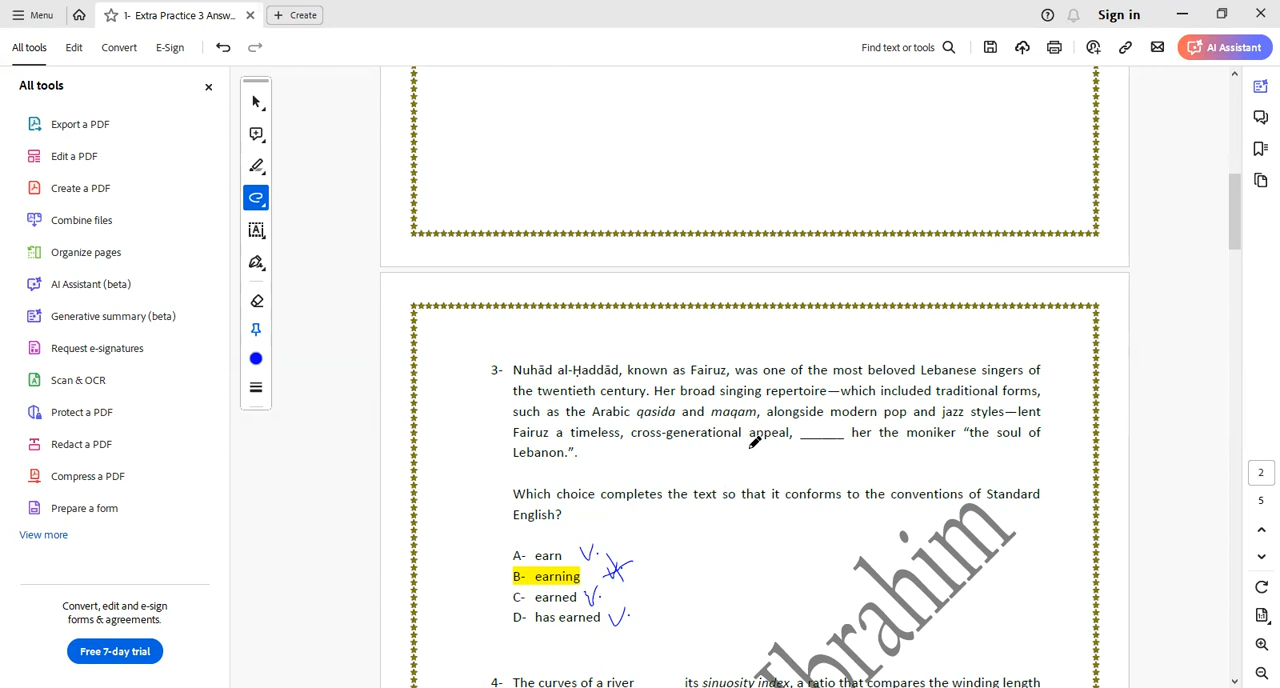 Menu
1- Extra Practice 3 Answ...
Create
Sign in
All tools
Edit
Convert
E-Sign
Find text or tools
AI Assistant
All tools
Export a PDF
Edit a PDF
Create a PDF
Combine files
Organize pages
AI Assistant (beta)
Generative summary (beta)
Request e-signatures
Scan & OCR
Protect a PDF
Redact a PDF
Compress a PDF
Prepare a form
View more
Convert, edit and e-sign
forms & agreements.
Free 7-day trial
3- Nuhād al-Ḥaddād, known as Fairuz, was one of the most beloved Lebanese singers of
the twentieth century. Her broad singing repertoire—which included traditional forms,
such as the Arabic qasida and maqam, alongside modern pop and jazz styles—lent
Fairuz a timeless, cross-generational appeal, ______ her the moniker “the soul of
Lebanon.”.
Which choice completes the text so that it conforms to the conventions of Standard
English?
A- earn V.
B- earning
C- earned V.
D- has earned V.
4- The curves of a river its sinuosity index, a ratio that compares the winding length
Ibrahim
2
5